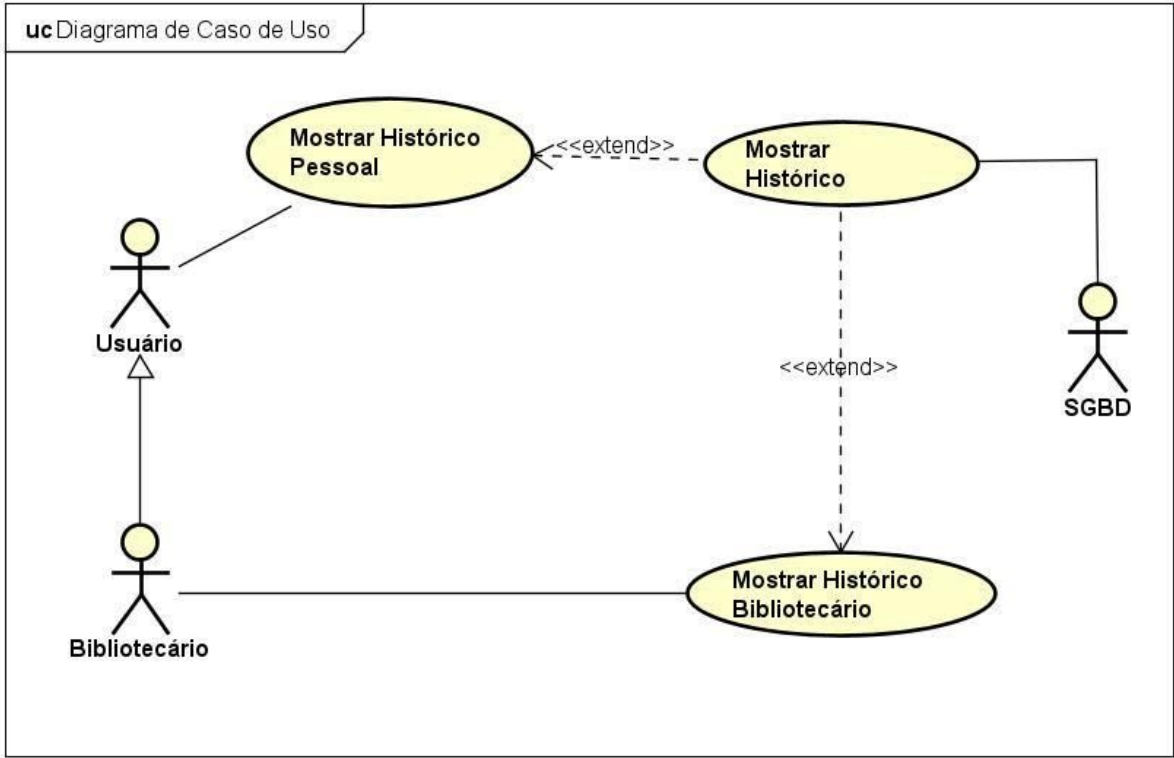 uc Diagrama de Caso de Uso
Mostrar Histórico
Pessoal
<<extend>>
Mostrar
Histórico
Usuário
<<extend>>
SGBD
Mostrar Histórico
Bibliotecário
Bibliotecário